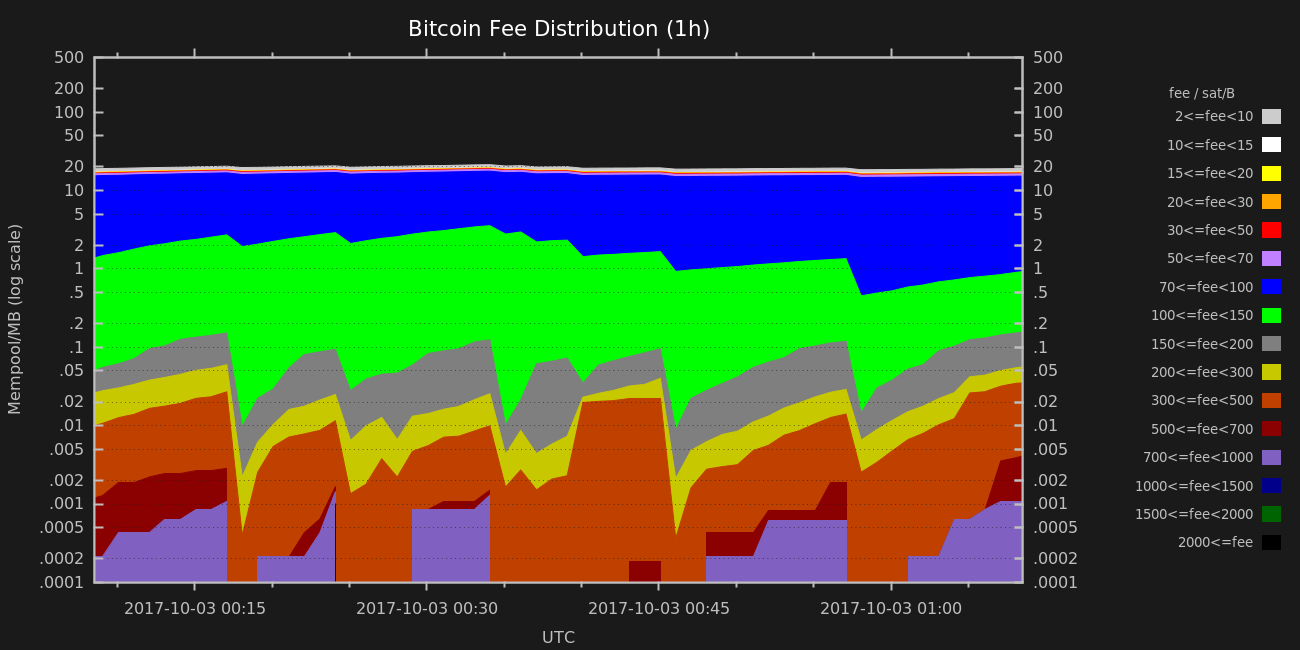 Bitcoin Fee Distribution (1h)
500
200
100
50
20
10
5
2
1
.5
.2
.1
.05
.02
.01
.005
.002
.001
.0005
.0002
.0001
Mempool/MB (log scale)
500
200
100
50
20
10
5
2
1
.5
.2
.1
.05
.02
.01
.005
.002
.001
.0005
.0002
.0001
2017-10-03 00:15 2017-10-03 00:30 2017-10-03 00:45 2017-10-03 01:00
UTC
fee / sat/B
2<=fee<10
10<=fee<15
15<=fee<20
20<=fee<30
30<=fee<50
50<=fee<70
70<=fee<100
100<=fee<150
150<=fee<200
200<=fee<300
300<=fee<500
500<=fee<700
700<=fee<1000
1000<=fee<1500
1500<=fee<2000
2000<=fee